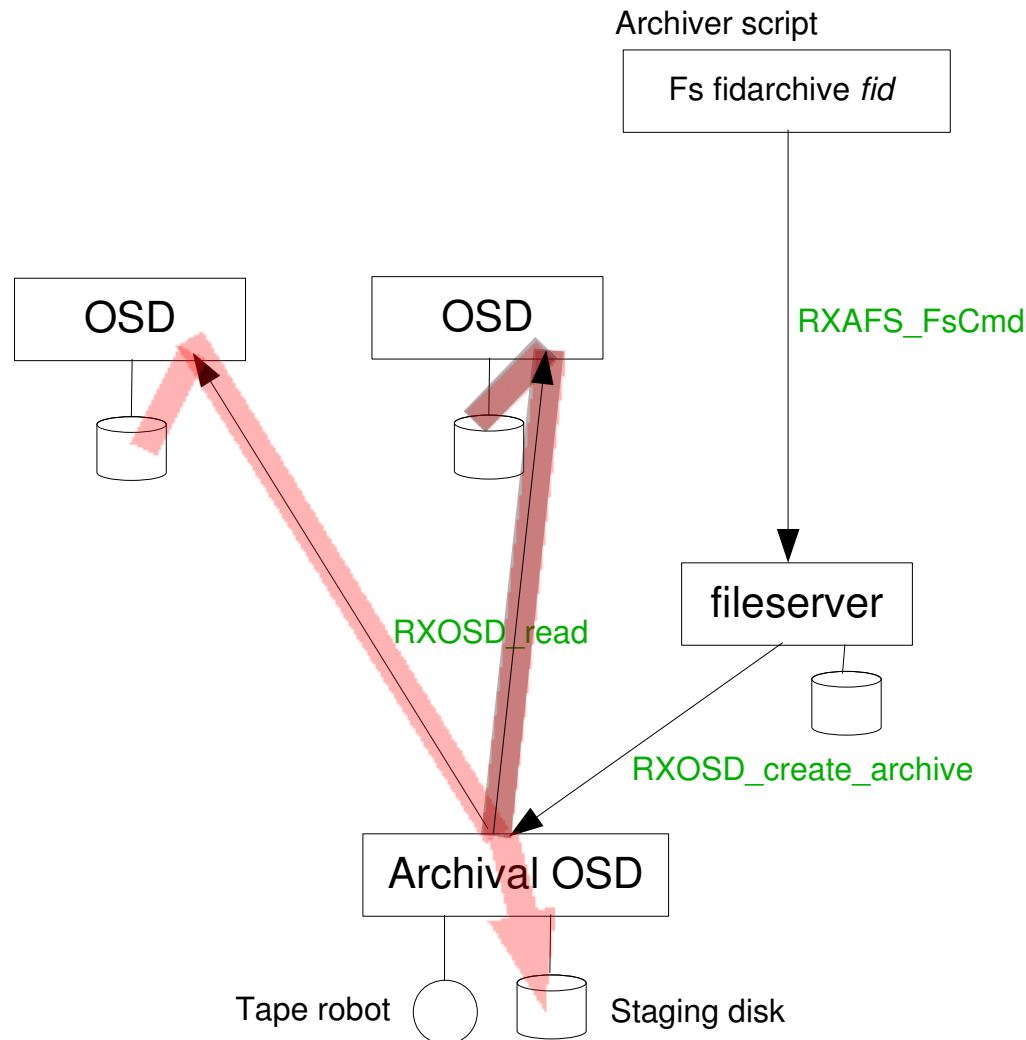 Archiver script
Fs fidarchive fid
OSD
OSD
RXAFS_FsCmd
fileserver
RXOSD_read
RXOSD_create_archive
Archival OSD
Tape robot
Staging disk